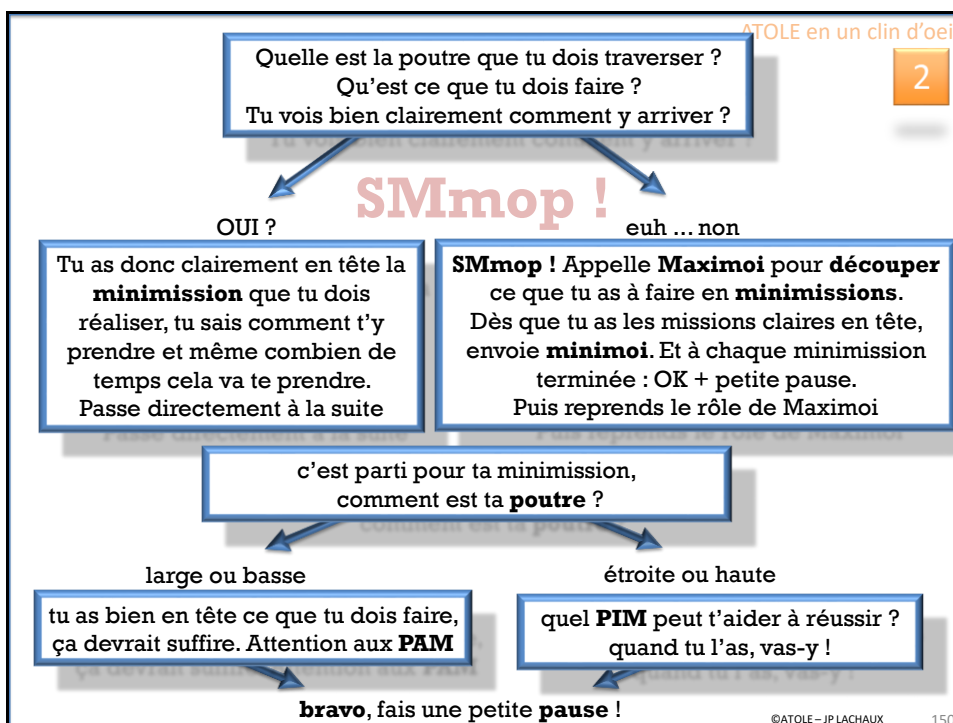 ATOLE en un clin d'oei
2
Quelle est la poutre que tu dois traverser ?
Qu'est ce que tu dois faire ?
Tu vois bien clairement comment y arriver ?
SMmop !
OUI ?
Tu as donc clairement en tête la
minimission que tu dois
réaliser, tu sais comment t'y
prendre et même combien de
temps cela va te prendre.
Passe directement à la suite
euh ... non
SMmop ! Appelle Maximoi pour découper
ce que tu as à faire en minimissions.
Dès que tu as les missions claires en tête,
envoie minimoi. Et à chaque minimission
terminée : OK + petite pause.
Puis reprends le rôle de Maximoi
c'est parti pour ta minimission,
comment est ta poutre ?
large ou basse
tu as bien en tête ce que tu dois faire,
ça devrait suffire. Attention aux PAM
étroite ou haute
quel PIM peut t'aider à réussir ?
quand tu l'as, vas-y !
bravo, fais une petite pause !
©ATOLE – JP LACHAUX
150